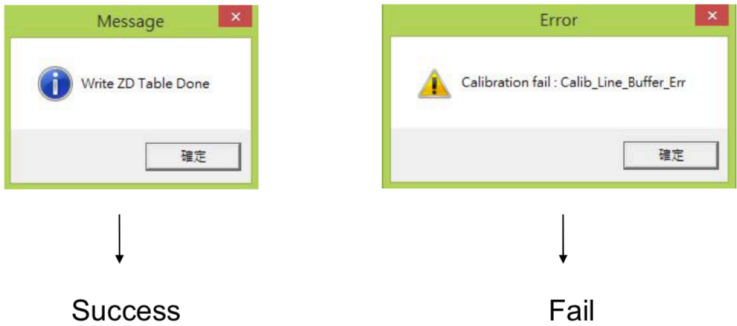 Message
Write ZD Table Done
確定
Success
Error
Calibration fail : Calib_Line_Buffer_Err
確定
Fail